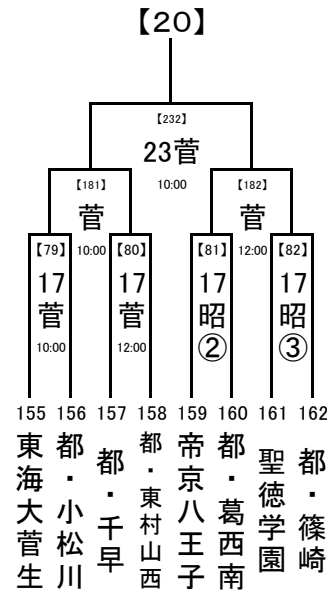 【20】
【232】
23菅
10:00
【181】
菅
10:00
【182】
菅
12:00
【79】
17
菅
10:00
【80】
17
菅
12:00
【81】
17
昭
②
【82】
17
昭
③
155
東海大菅生
156
都・小松川
157
都・千早
158
都・東村山西
159
帝京八王子
160
都・葛西南
161
聖徳学園
162
都・篠崎